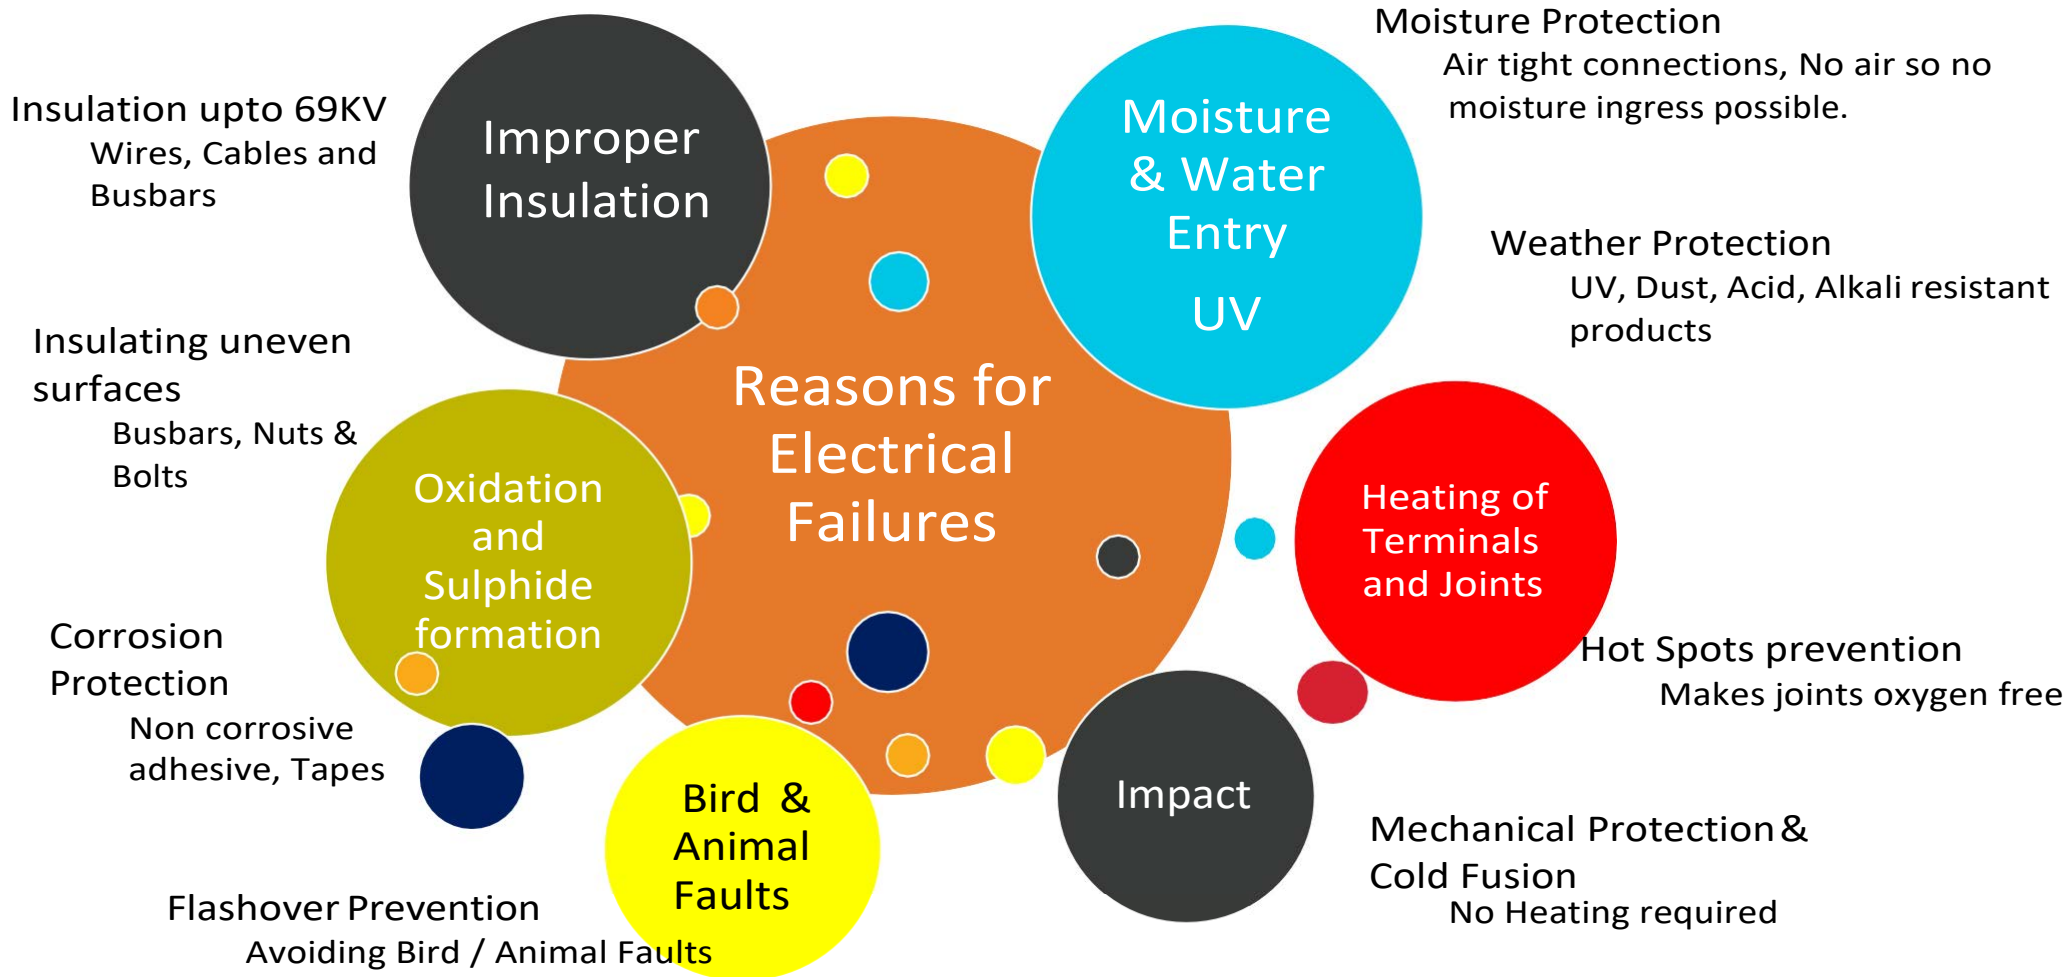 Insulation upto 69KV
Wires, Cables and
Busbars
Improper
Insulation
Moisture
& Water
Entry
UV
Moisture Protection
Air tight connections, No air so no
moisture ingress possible.
Weather Protection
UV, Dust, Acid, Alkali resistant
products
Insulating uneven
surfaces
Busbars, Nuts &
Bolts
Reasons for
Electrical
Failures
Oxidation
and
Sulphide
formation
Heating of
Terminals
and Joints
Corrosion
Protection
Non corrosive
adhesive, Tapes
Hot Spots prevention
Makes joints oxygen free
Bird & 
Animal
Faults
Impact
Mechanical Protection &
Cold Fusion
No Heating required
Flashover Prevention
Avoiding Bird / Animal Faults